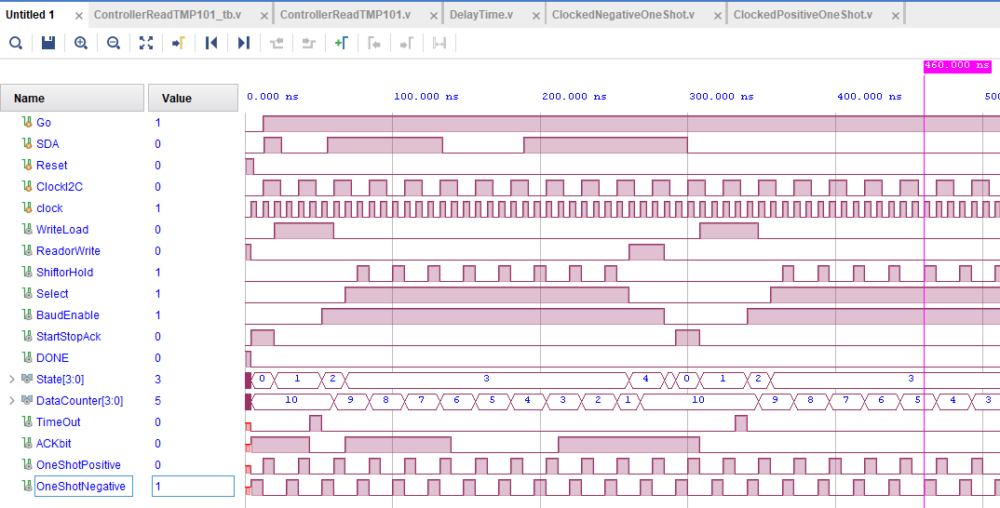 Untitled 1 × ControllerReadTMP101_tb.v × ControllerReadTMP101.v × DelayTime.v × ClockedNegativeOneShot.v × ClockedPositiveOneShot.v ×
460.000 ns
Name Value 0.000 ns 100.000 ns 200.000 ns 300.000 ns 400.000 ns 500
Go 1
SDA 0
Reset 0
ClockI2C 0
clock 1
WriteLoad 0
ReadorWrite 0
ShiftorHold 1
Select 1
BaudEnable 1
StartStopAck 0
DONE 0
State[3:0] 3 0 1 2 3 4 0 1 2 3
DataCounter[3:0] 5 10 9 8 7 6 5 4 3 2 1 10 9 8 7 6 5 4 3
TimeOut 0
ACKbit 0
OneShotPositive 0
OneShotNegative 1